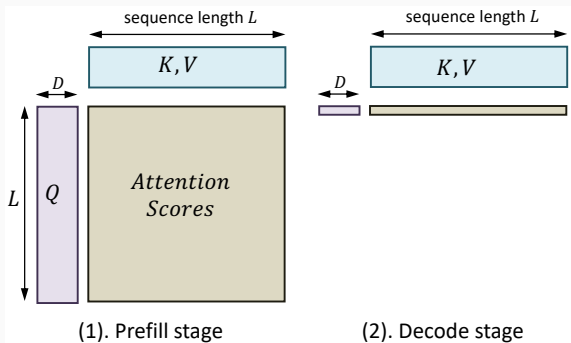 sequence length L
K, V
D
L
Q
Attention
Scores
(1). Prefill stage
sequence length L
K, V
D
(2). Decode stage